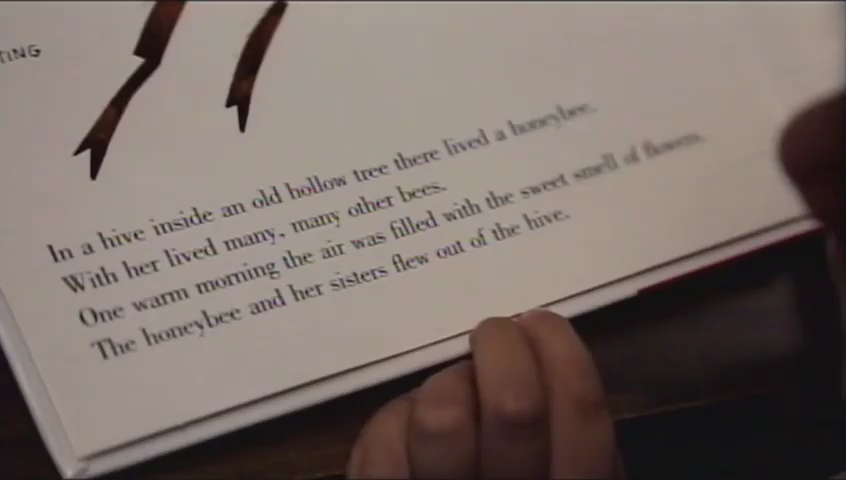 TING
In a hive inside an old hollow tree there lived a honeybee.
With her lived many, many other bees.
One warm morning the air was filled with the sweet smell of flowers.
The honeybee and her sisters flew out of the hive.